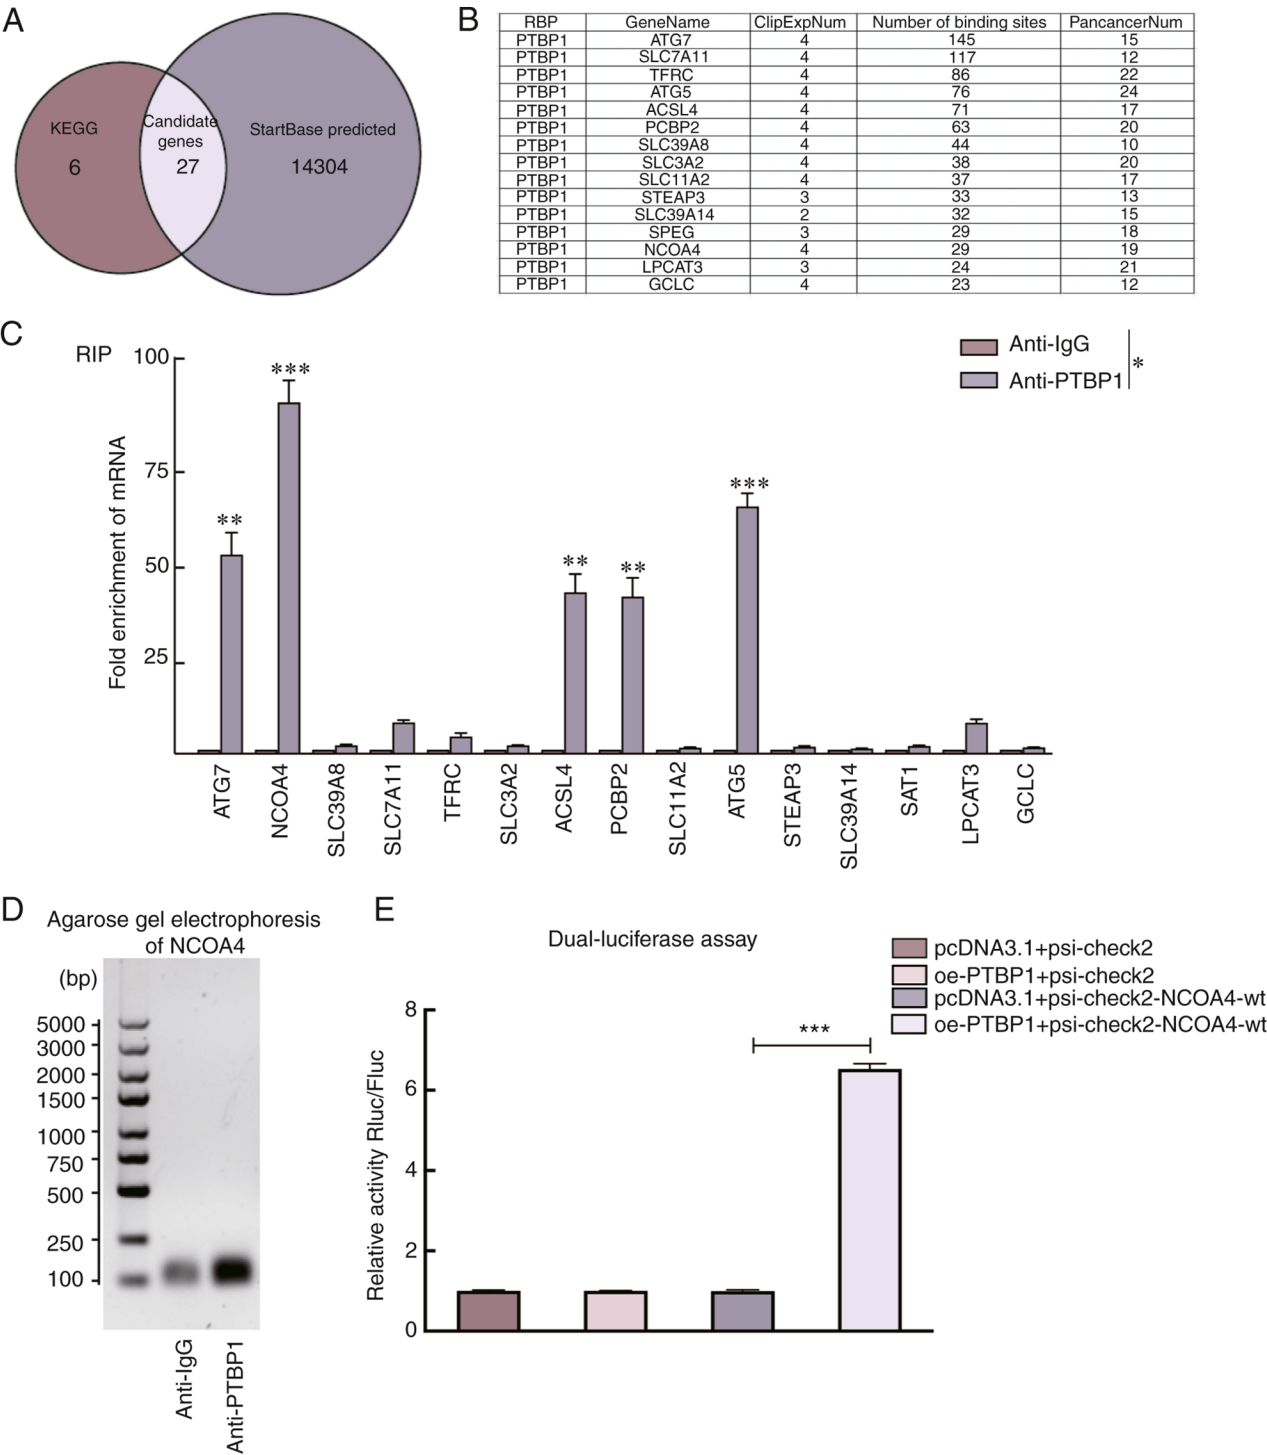 A
KEGG
6
Candidate
genes
27
StartBase predicted
14304
B
RBP GeneName ClipExpNum Number of binding sites PancancerNum
PTBP1 ATG7 4 145 15
PTBP1 SLC7A11 4 117 12
PTBP1 TFRC 4 86 22
PTBP1 ATG5 4 76 24
PTBP1 ACSL4 4 71 17
PTBP1 PCBP2 4 63 20
PTBP1 SLC39A8 4 44 10
PTBP1 SLC3A2 4 38 20
PTBP1 SLC11A2 4 37 17
PTBP1 STEAP3 3 33 13
PTBP1 SLC39A14 2 32 15
PTBP1 SPEG 3 29 18
PTBP1 NCOA4 4 29 19
PTBP1 LPCAT3 3 24 21
PTBP1 GCLC 4 23 12
C
RIP
Anti-IgG
Anti-PTBP1
*
Fold enrichment of mRNA
100
75
50
25
** *** ** ** ***
ATG7 NCOA4 SLC39A8 SLC7A11 TFRC SLC3A2 ACSL4 PCBP2 SLC11A2 ATG5 STEAP3 SLC39A14 SAT1 LPCAT3 GCLC
D
Agarose gel electrophoresis
of NCOA4
(bp)
5000
3000
2000
1500
1000
750
500
250
100
Anti-IgG Anti-PTBP1
E
Dual-luciferase assay
pcDNA3.1+psi-check2
oe-PTBP1+psi-check2
pcDNA3.1+psi-check2-NCOA4-wt
oe-PTBP1+psi-check2-NCOA4-wt
Relative activity Rluc/Fluc
8
6
4
2
0
***